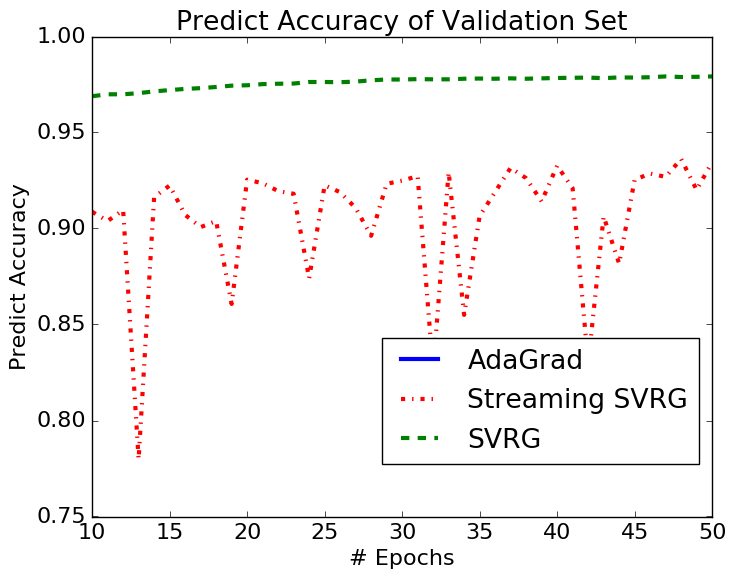 Predict Accuracy of Validation Set
1.00
0.95
0.90
0.85
0.80
0.75
Predict Accuracy
AdaGrad
Streaming SVRG
SVRG
10 15 20 25 30 35 40 45 50
# Epochs